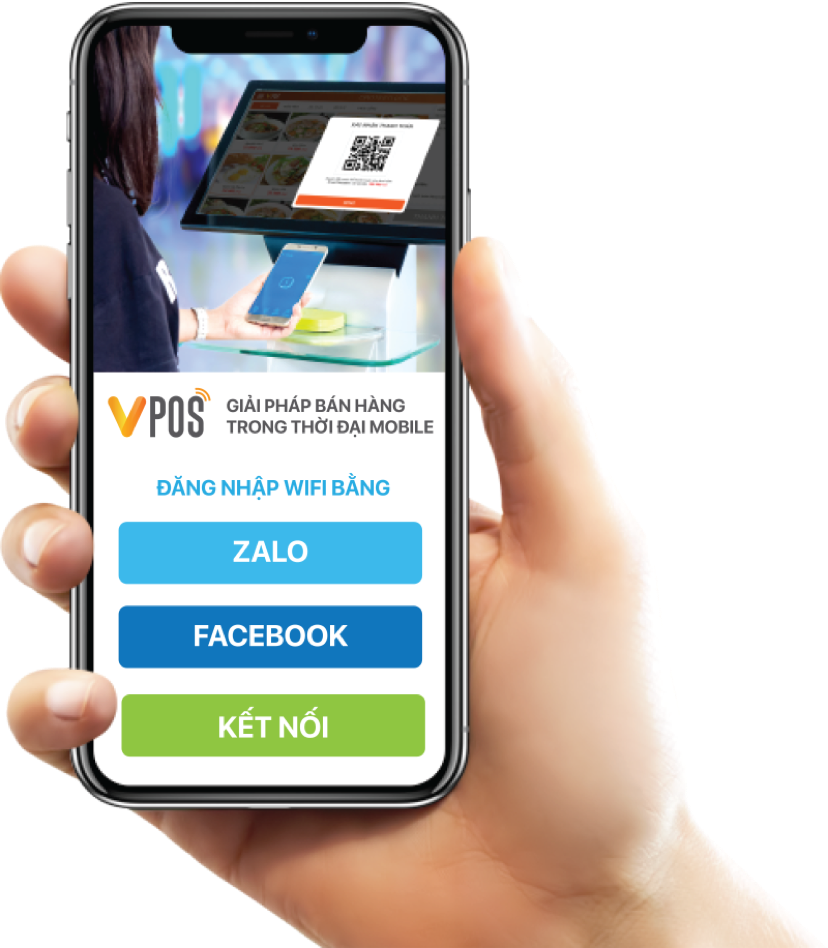 VPOS
GIẢI PHÁP BÁN HÀNG
TRONG THỜI ĐẠI MOBILE
ĐĂNG NHẬP WIFI BẰNG
ZALO
FACEBOOK
KẾT NỐI